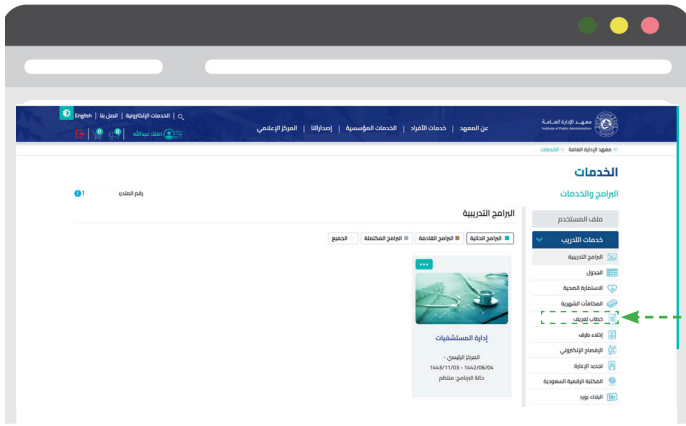 معهد الإدارة العامة
Institute of Public Administration
عن المعهد | خدمات الأفراد | الخدمات المؤسسية | إصداراتنا | المركز الإعلامي
الخدمات الإلكترونية | اتصل بنا | English
0 0
معهد الإدارة العامة » الخدمات
الخدمات
البرامج والخدمات
رقم المتدرب
ملف المستخدم
خدمات التدريب
البرامج التدريبية
الجدول
الاستمارة الصحية
المكافآت الشهرية
خطاب تعريف
إخلاء طرف
الإفصاح الإلكتروني
تجديد الإعارة
المكتبة الرقمية السعودية
البلاك بورد
البرامج التدريبية
البرامج الحالية البرامج القادمة البرامج المكتملة الجميع
إدارة المستشفيات
المركز الرئيسي -
1442/06/04 - 1443/11/03
حالة البرنامج: منتظم